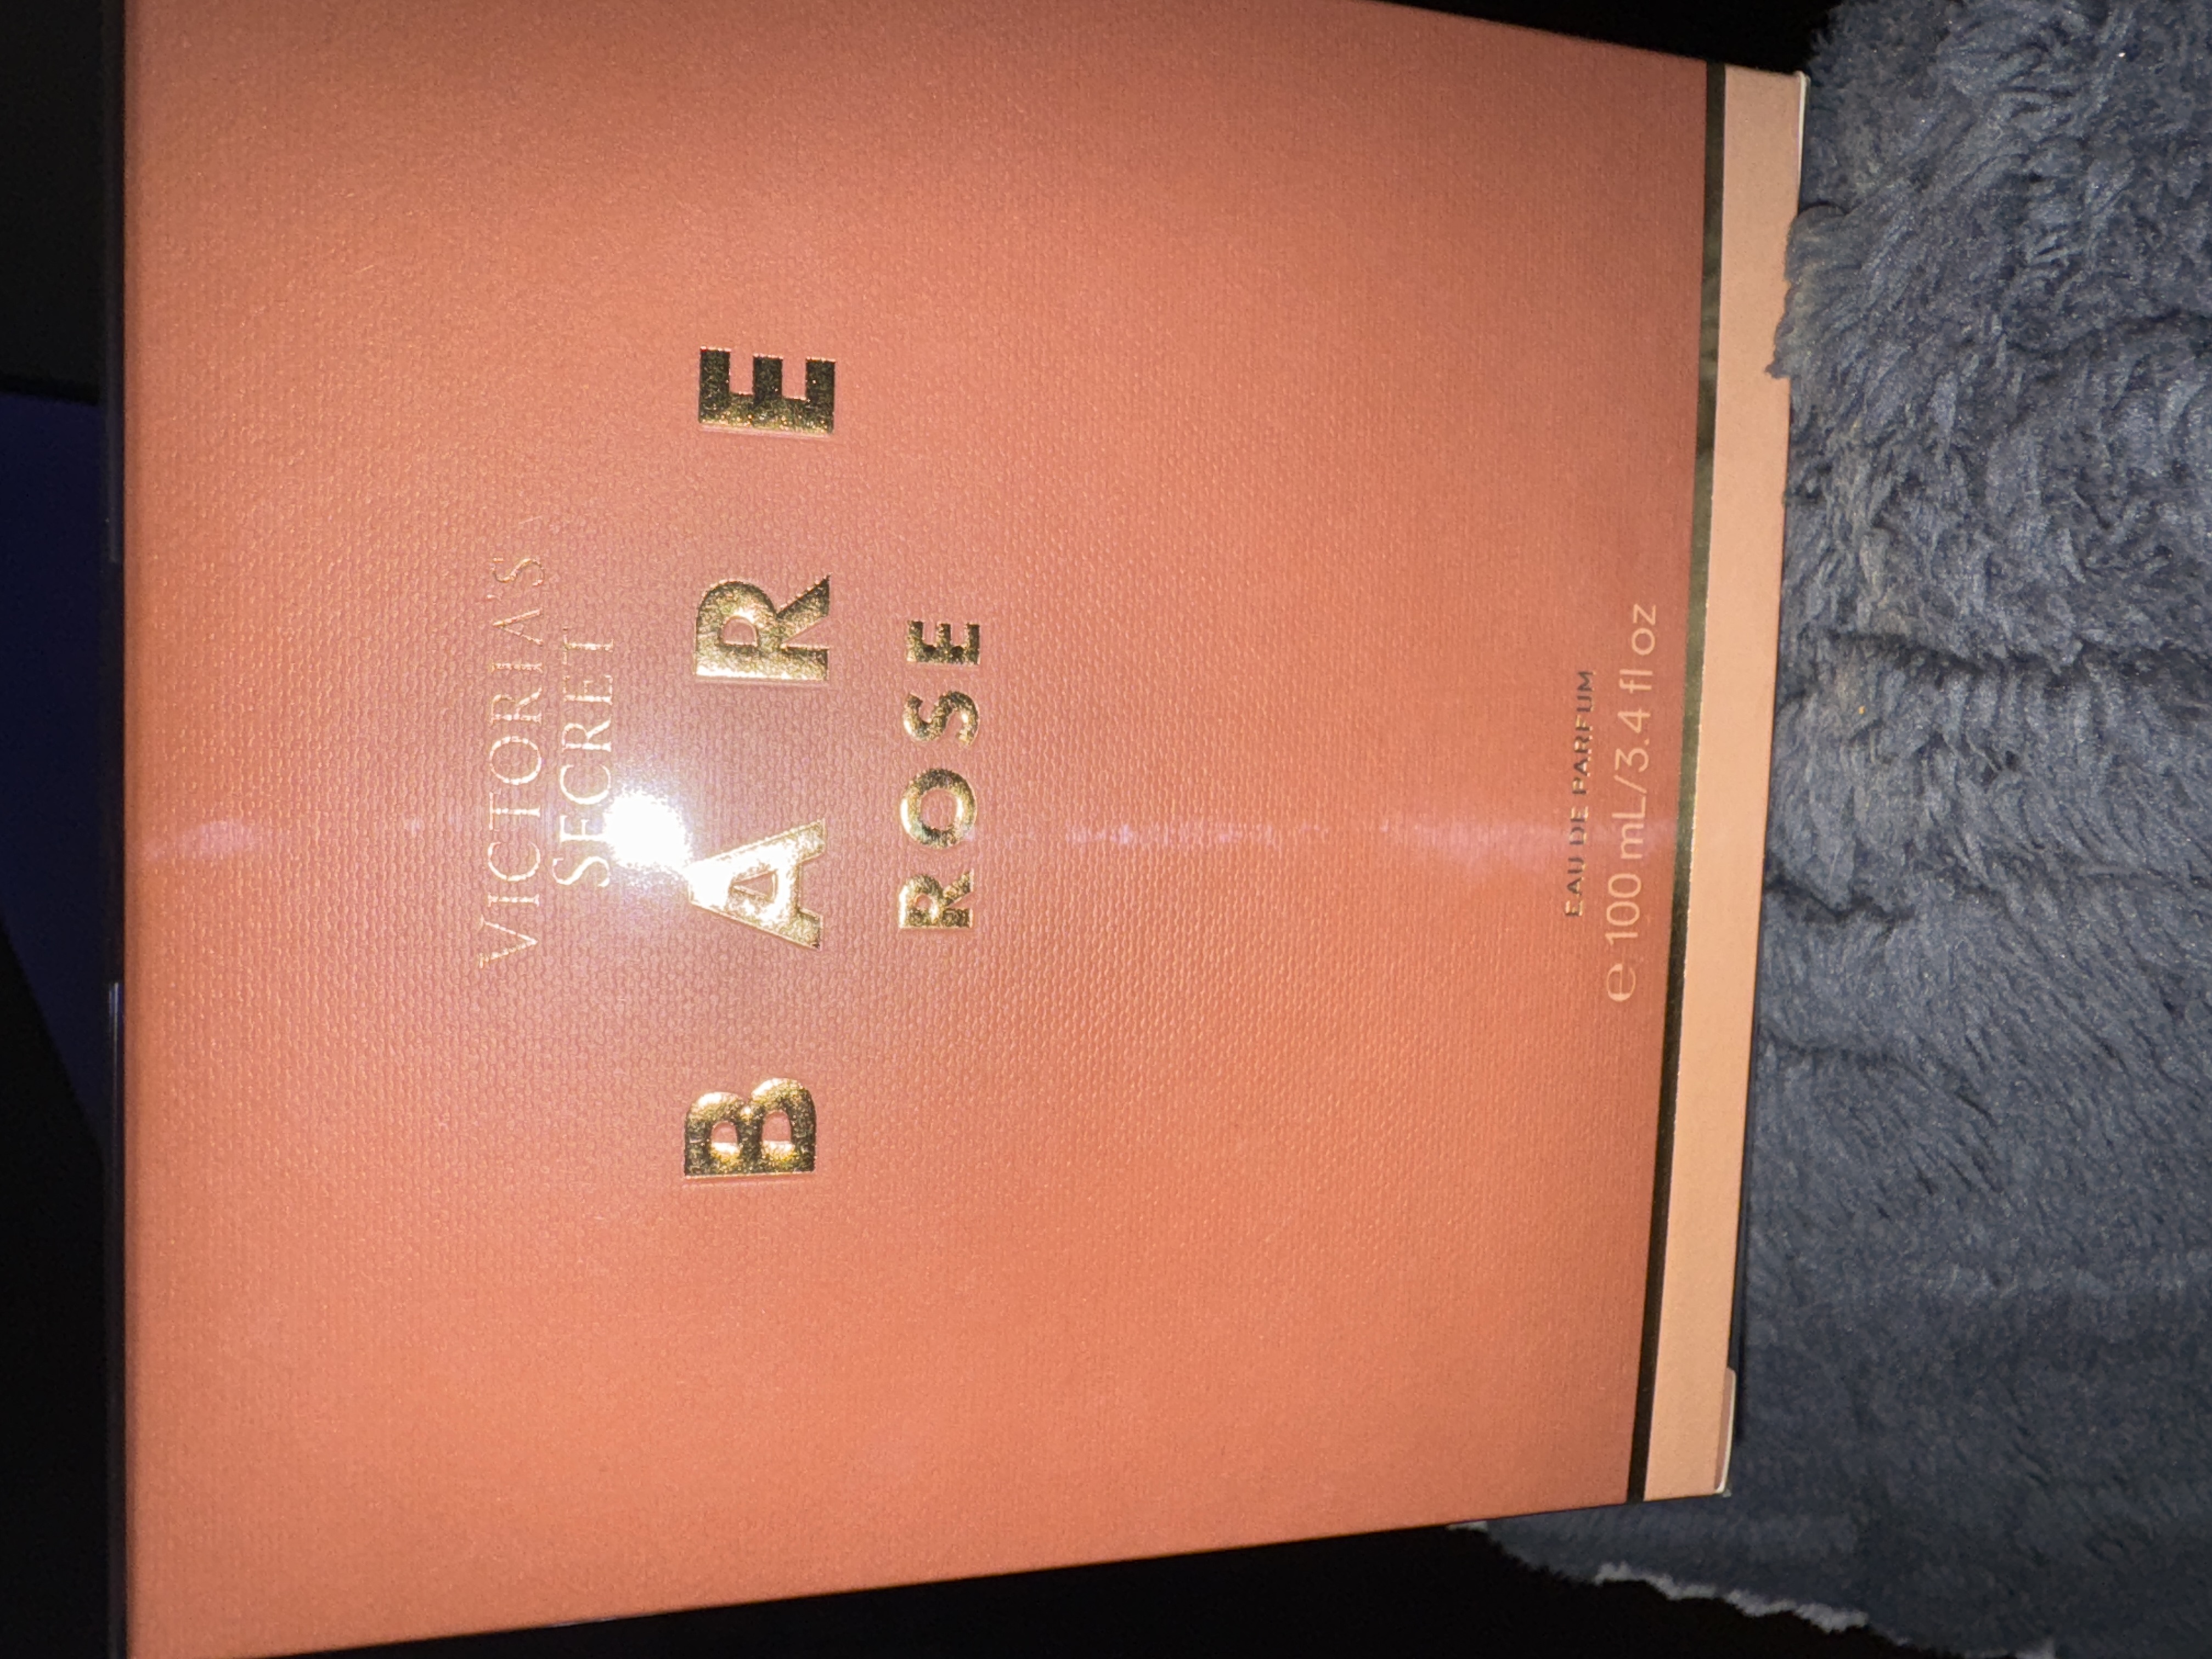 VICTORIA'S
SECRET
BARE
ROSE
EAU DE PARFUM
℮ 100 mL/3.4 fl oz